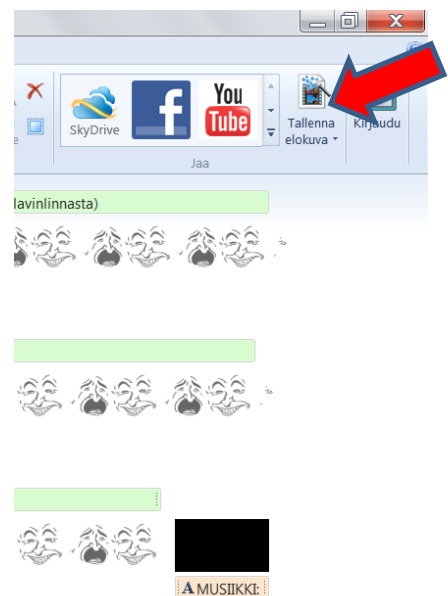 SkyDrive
f
You
Tube
Tallenna
elokuva
Kirjaudu
Jaa
lavinlinnasta)
A MUSIIKKI: